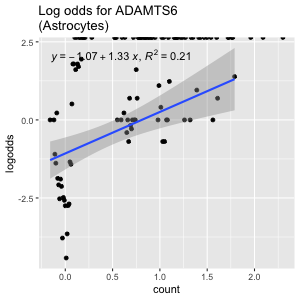 Log odds for ADAMTS6
(Astrocytes)
y = −1.07 + 1.33 x, R² = 0.21
2.5
0.0
-2.5
logodds
0.0 0.5 1.0 1.5 2.0
count